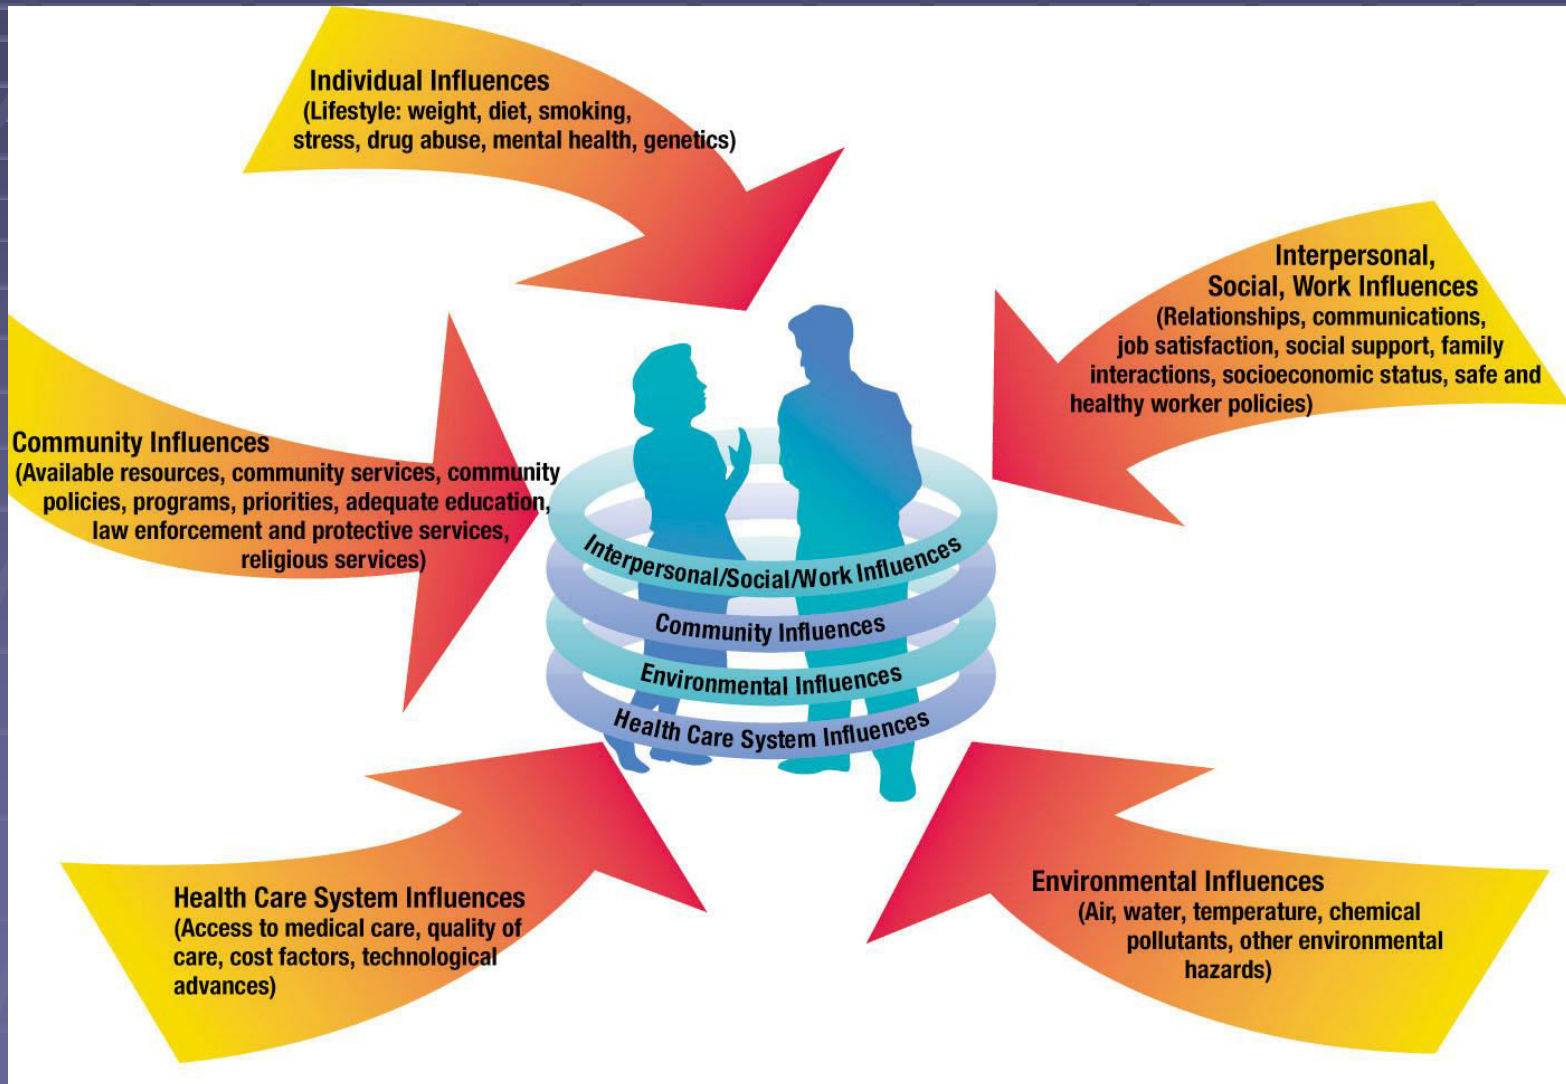 Individual Influences
(Lifestyle: weight, diet, smoking,
stress, drug abuse, mental health, genetics)
Interpersonal,
Social, Work Influences
(Relationships, communications,
job satisfaction, social support, family
interactions, socioeconomic status, safe and
healthy worker policies)
Community Influences
(Available resources, community services, community
policies, programs, priorities, adequate education,
law enforcement and protective services,
religious services)
Interpersonal/Social/Work Influences
Community Influences
Environmental Influences
Health Care System Influences
Health Care System Influences
(Access to medical care, quality of
care, cost factors, technological
advances)
Environmental Influences
(Air, water, temperature, chemical
pollutants, other environmental
hazards)